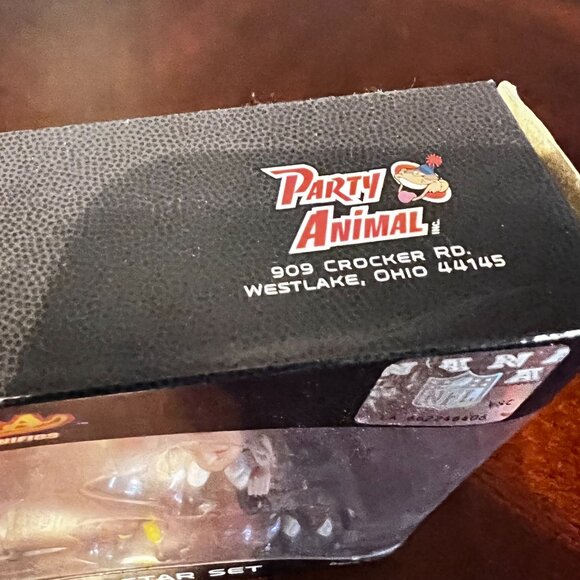 PARTY
ANIMAL INC.
909 CROCKER RD.
WESTLAKE, OHIO 44145
NFL
STAR SET